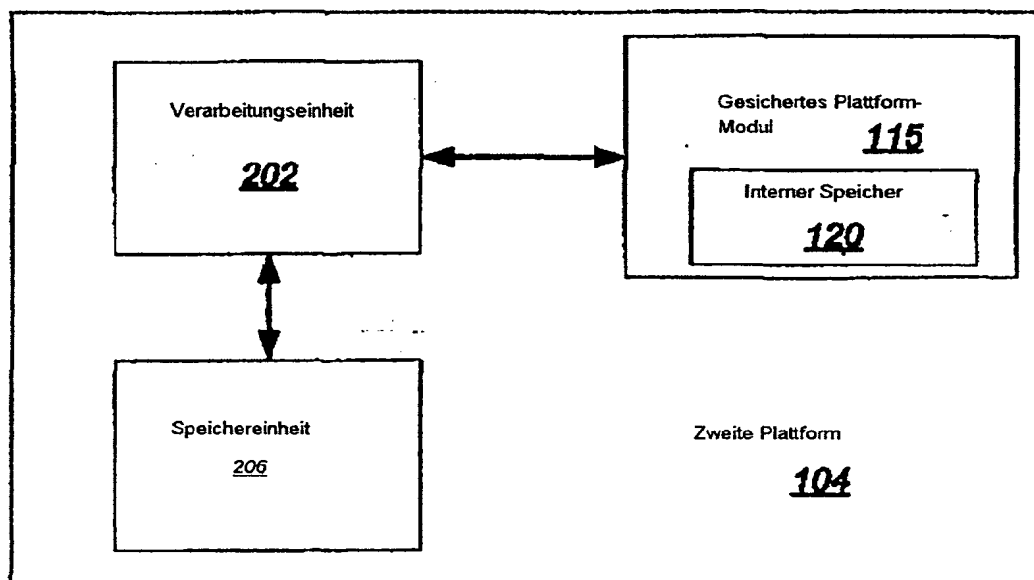 Verarbeitungseinheit
202
Gesichertes Plattform-
Modul
115
Interner Speicher
120
Speichereinheit
206
Zweite Plattform
104